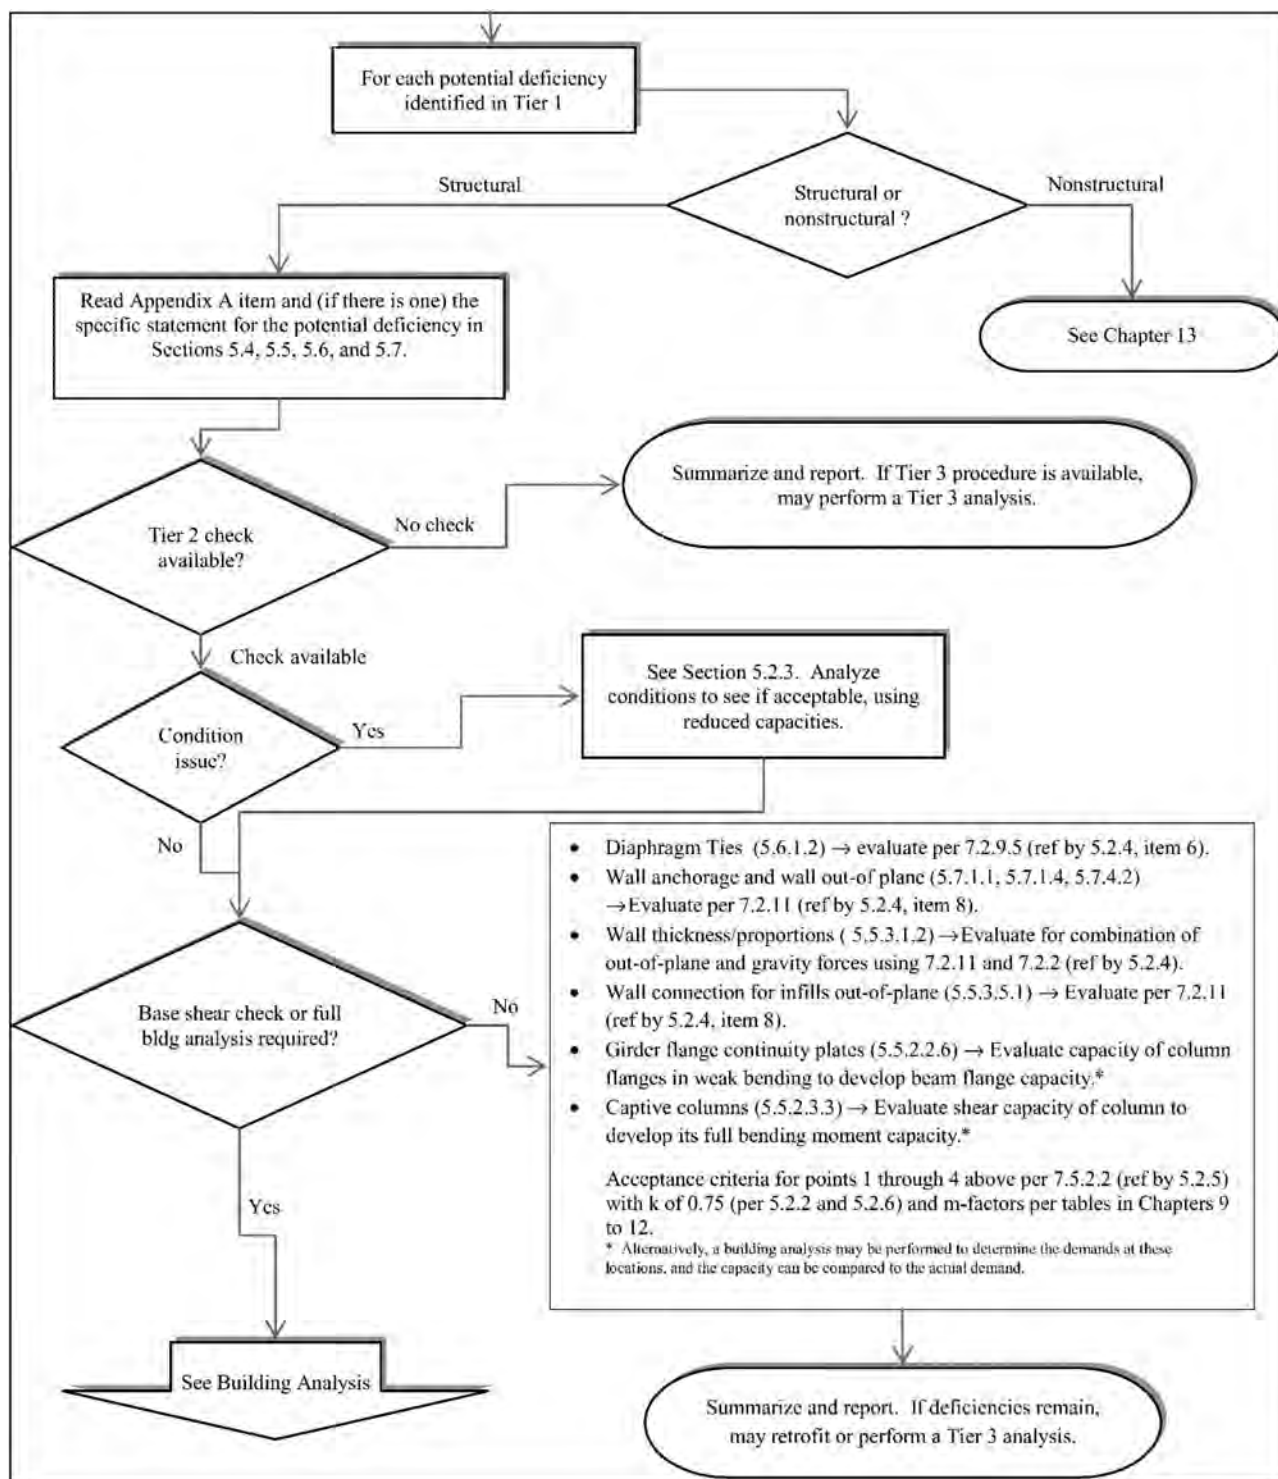 For each potential deficiency
identified in Tier 1
Structural
Structural or
nonstructural ?
Nonstructural
Read Appendix A item and (if there is one) the
specific statement for the potential deficiency in
Sections 5.4, 5.5, 5.6, and 5.7.
See Chapter 13
Summarize and report. If Tier 3 procedure is available,
may perform a Tier 3 analysis.
Tier 2 check
available?
No check
Check available
See Section 5.2.3. Analyze
conditions to see if acceptable, using
reduced capacities.
Condition
issue?
Yes
No
• Diaphragm Ties (5.6.1.2) → evaluate per 7.2.9.5 (ref by 5.2.4, item 6).
• Wall anchorage and wall out-of plane (5.7.1.1, 5.7.1.4, 5.7.4.2)
→Evaluate per 7.2.11 (ref by 5.2.4, item 8).
• Wall thickness/proportions ( 5.5.3.1.2) →Evaluate for combination of
out-of-plane and gravity forces using 7.2.11 and 7.2.2 (ref by 5.2.4).
• Wall connection for infills out-of-plane (5.5.3.5.1) → Evaluate per 7.2.11
(ref by 5.2.4, item 8).
• Girder flange continuity plates (5.5.2.2.6) → Evaluate capacity of column
flanges in weak bending to develop beam flange capacity.*
• Captive columns (5.5.2.3.3) → Evaluate shear capacity of column to
develop its full bending moment capacity.*
Acceptance criteria for points 1 through 4 above per 7.5.2.2 (ref by 5.2.5)
with k of 0.75 (per 5.2.2 and 5.2.6) and m-factors per tables in Chapters 9
to 12.
* Alternatively, a building analysis may be performed to determine the demands at these
locations, and the capacity can be compared to the actual demand.
Base shear check or full
bldg analysis required?
No
Yes
See Building Analysis
Summarize and report. If deficiencies remain,
may retrofit or perform a Tier 3 analysis.